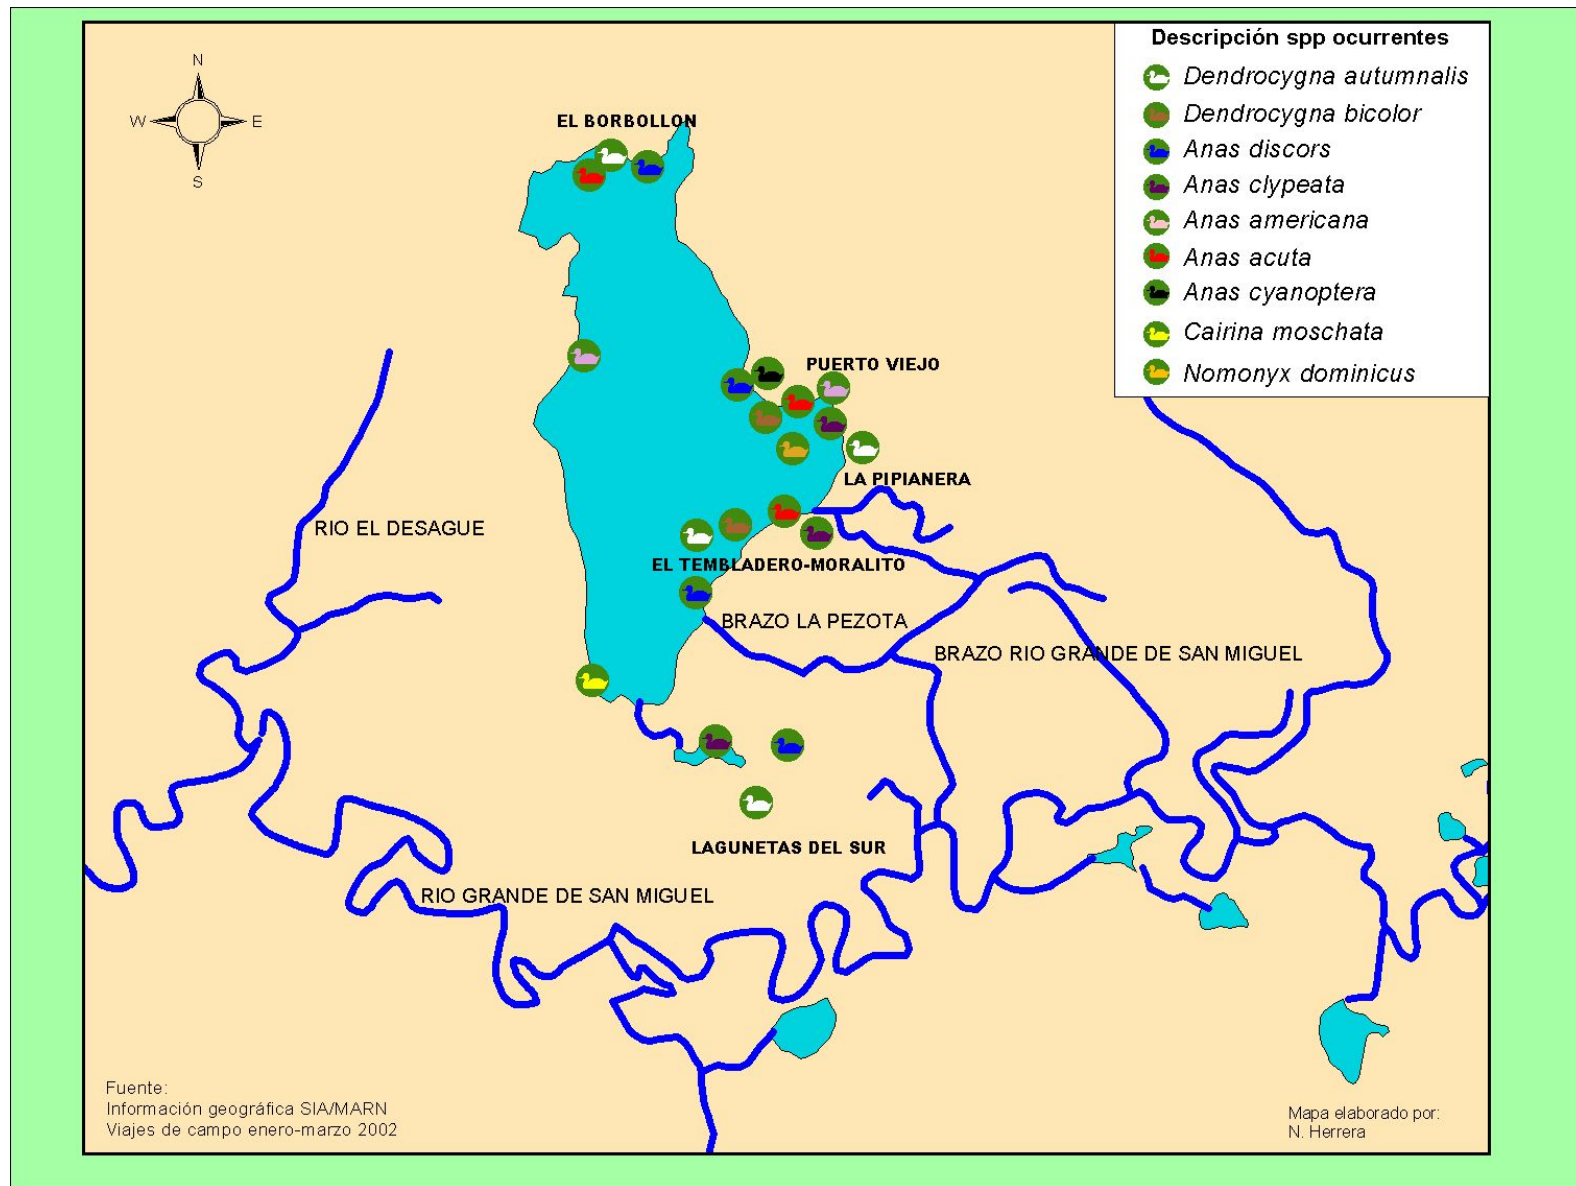 Descripción spp ocurrentes
Dendrocygna autumnalis
Dendrocygna bicolor
Anas discors
Anas clypeata
Anas americana
Anas acuta
Anas cyanoptera
Cairina moschata
Nomonyx dominicus
N
W E
S
EL BORBOLLON
PUERTO VIEJO
LA PIPIANERA
RIO EL DESAGUE
EL TEMBLADERO-MORALITO
BRAZO LA PEZOTA
BRAZO RIO GRANDE DE SAN MIGUEL
LAGUNETAS DEL SUR
RIO GRANDE DE SAN MIGUEL
Fuente:
Información geográfica SIA/MARN
Viajes de campo enero-marzo 2002
Mapa elaborado por:
N. Herrera